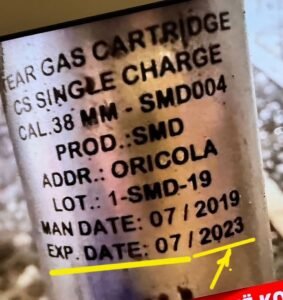 TEAR GAS CARTRIDGE
CS SINGLE CHARGE
CAL.38 MM - SMD004
PROD.:SMD
ADDR.: ORICOLA
LOT.: 1-SMD-19
MAN DATE: 07 / 2019
EXP. DATE: 07 / 2023